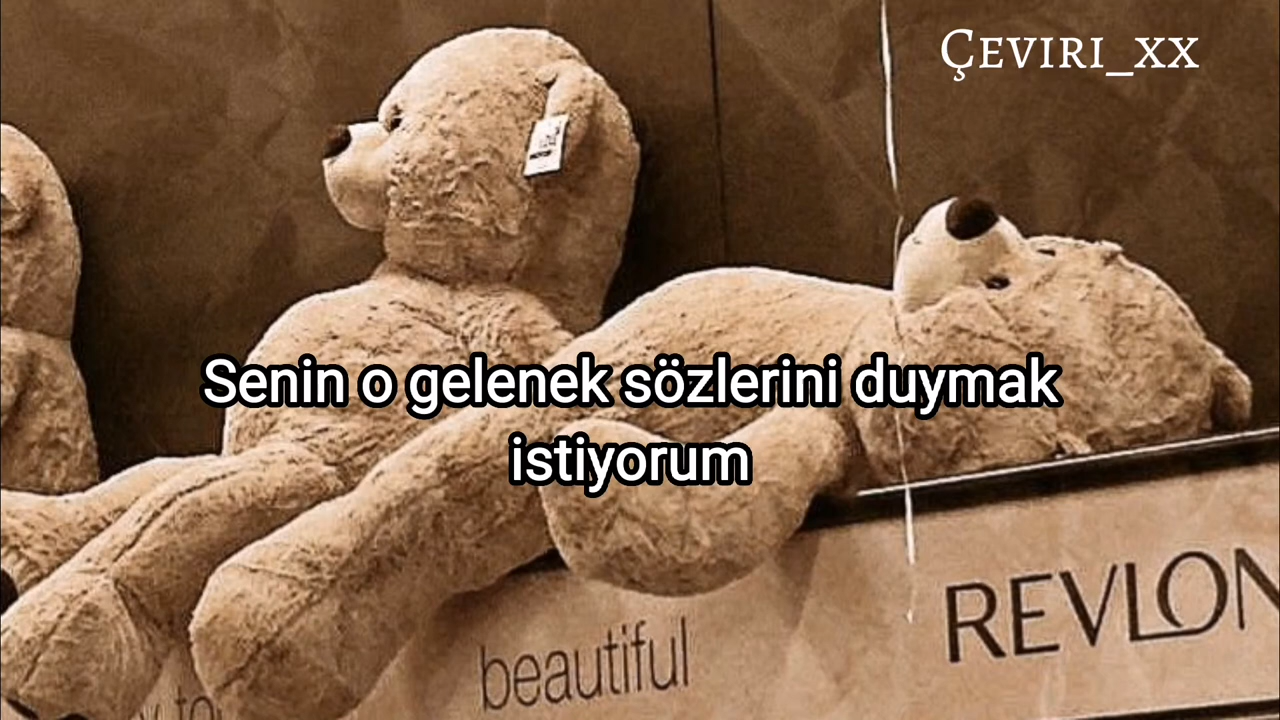 ÇEVIRI_XX
Senin o gelenek sözlerini duymak
istiyorum
REVLON
beautiful